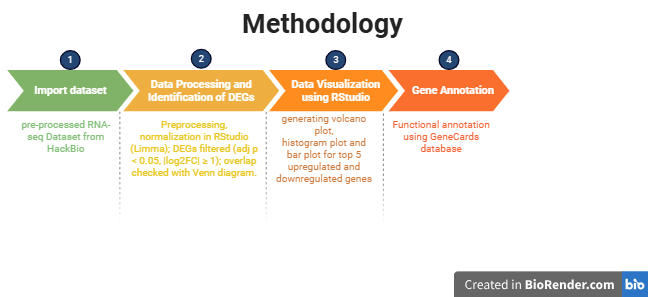 Methodology
1
2
3
4
Import dataset
Data Processing and
Identification of DEGs
Data Visualization
using RStudio
Gene Annotation
pre-processed RNA-
seq Dataset from
HackBio
Preprocessing,
normalization in RStudio
(Limma); DEGs filtered (adj p
< 0.05, |log2FC| ≥ 1); overlap
checked with Venn diagram.
generating volcano
plot,
histogram plot and
bar plot for top 5
upregulated and
downregulated genes
Functional annotation
using GeneCards
database
Created in BioRender.com bio